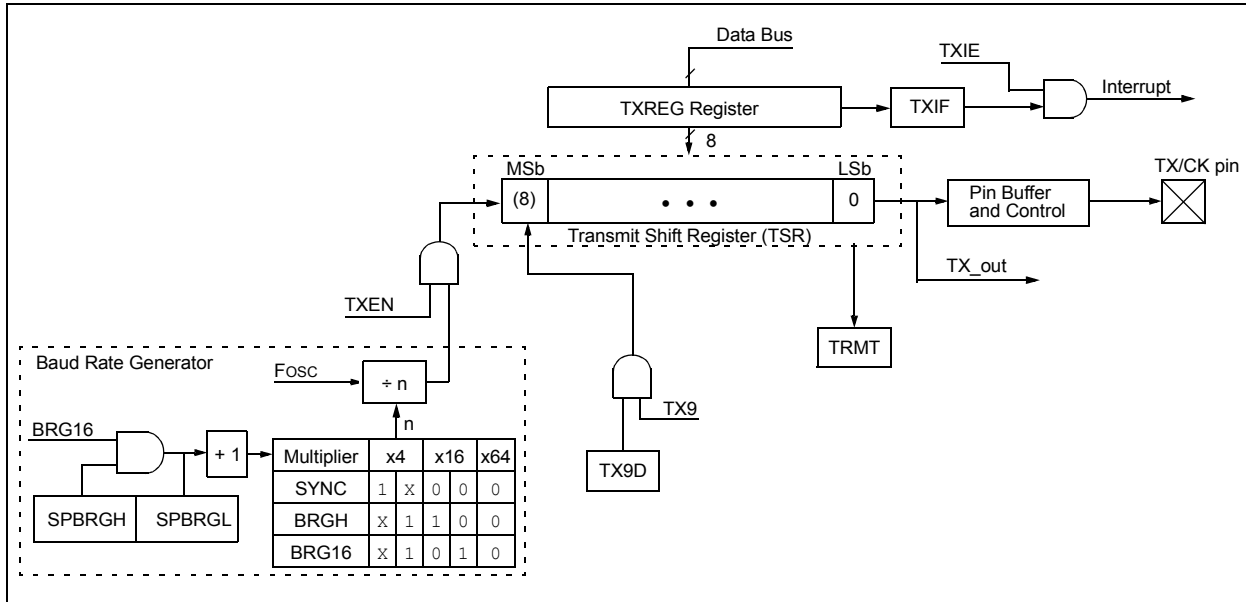 Data Bus
TXIE
Interrupt
TXREG Register
TXIF
8
MSb
LSb
TX/CK pin
(8)
• • •
0
Pin Buffer
and Control
Transmit Shift Register (TSR)
TX_out
TXEN
TRMT
Baud Rate Generator
FOSC
÷ n
TX9
n
BRG16
+ 1
Multiplier x4 x16 x64
TX9D
SYNC 1 X 0 0 0
SPBRGH SPBRGL
BRGH X 1 1 0 0
BRG16 X 1 0 1 0